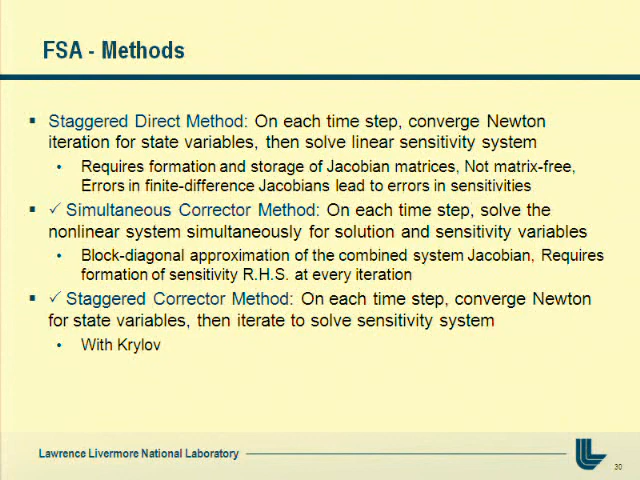 FSA - Methods
▪ Staggered Direct Method: On each time step, converge Newton
iteration for state variables, then solve linear sensitivity system
• Requires formation and storage of Jacobian matrices, Not matrix-free,
Errors in finite-difference Jacobians lead to errors in sensitivities
▪ ✓ Simultaneous Corrector Method: On each time step, solve the
nonlinear system simultaneously for solution and sensitivity variables
• Block-diagonal approximation of the combined system Jacobian, Requires
formation of sensitivity R.H.S. at every iteration
▪ ✓ Staggered Corrector Method: On each time step, converge Newton
for state variables, then iterate to solve sensitivity system
• With Krylov
Lawrence Livermore National Laboratory
30